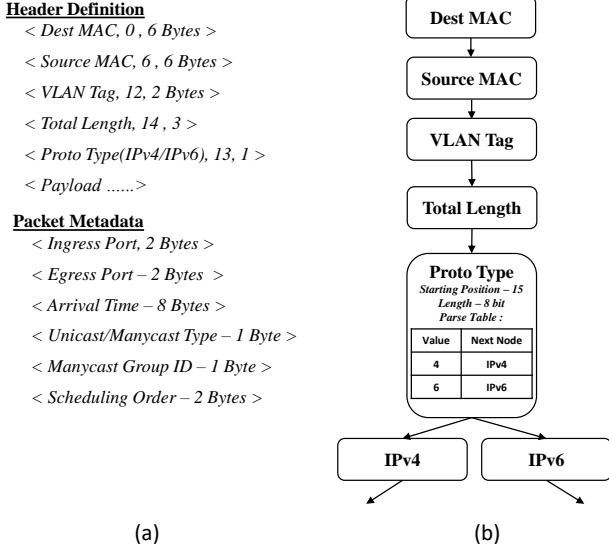 Header Definition
< Dest MAC, 0 , 6 Bytes >
< Source MAC, 6, 6 Bytes >
< VLAN Tag, 12, 2 Bytes >
< Total Length, 14 , 3 >
< Proto Type(IPv4/IPv6), 13, 1 >
< Payload ......>
Packet Metadata
< Ingress Port, 2 Bytes >
< Egress Port – 2 Bytes >
< Arrival Time – 8 Bytes >
< Unicast/Manycast Type – 1 Byte >
< Manycast Group ID – 1 Byte >
< Scheduling Order – 2 Bytes >
(a)
Dest MAC
Source MAC
VLAN Tag
Total Length
Proto Type
Starting Position – 15
Length – 8 bit
Parse Table :
Value Next Node
4 IPv4
6 IPv6
IPv4 IPv6
(b)